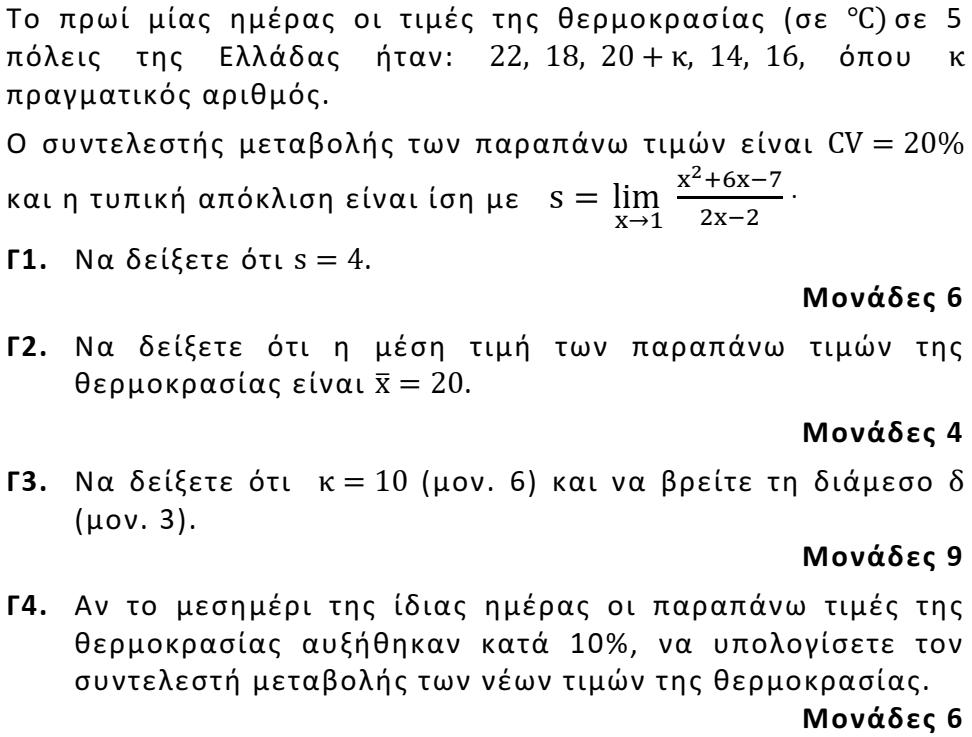 Το πρωί μίας ημέρας οι τιμές της θερμοκρασίας (σε ℃) σε 5
πόλεις της Ελλάδας ήταν: 22, 18, 20 + κ, 14, 16, όπου κ
πραγματικός αριθμός.
Ο συντελεστής μεταβολής των παραπάνω τιμών είναι CV = 20%
και η τυπική απόκλιση είναι ίση με s = lim x→1 (x²+6x−7)/(2x−2) .
Γ1. Να δείξετε ότι s = 4.
Μονάδες 6
Γ2. Να δείξετε ότι η μέση τιμή των παραπάνω τιμών της
θερμοκρασίας είναι x̄ = 20.
Μονάδες 4
Γ3. Να δείξετε ότι κ = 10 (μον. 6) και να βρείτε τη διάμεσο δ
(μον. 3).
Μονάδες 9
Γ4. Αν το μεσημέρι της ίδιας ημέρας οι παραπάνω τιμές της
θερμοκρασίας αυξήθηκαν κατά 10%, να υπολογίσετε τον
συντελεστή μεταβολής των νέων τιμών της θερμοκρασίας.
Μονάδες 6